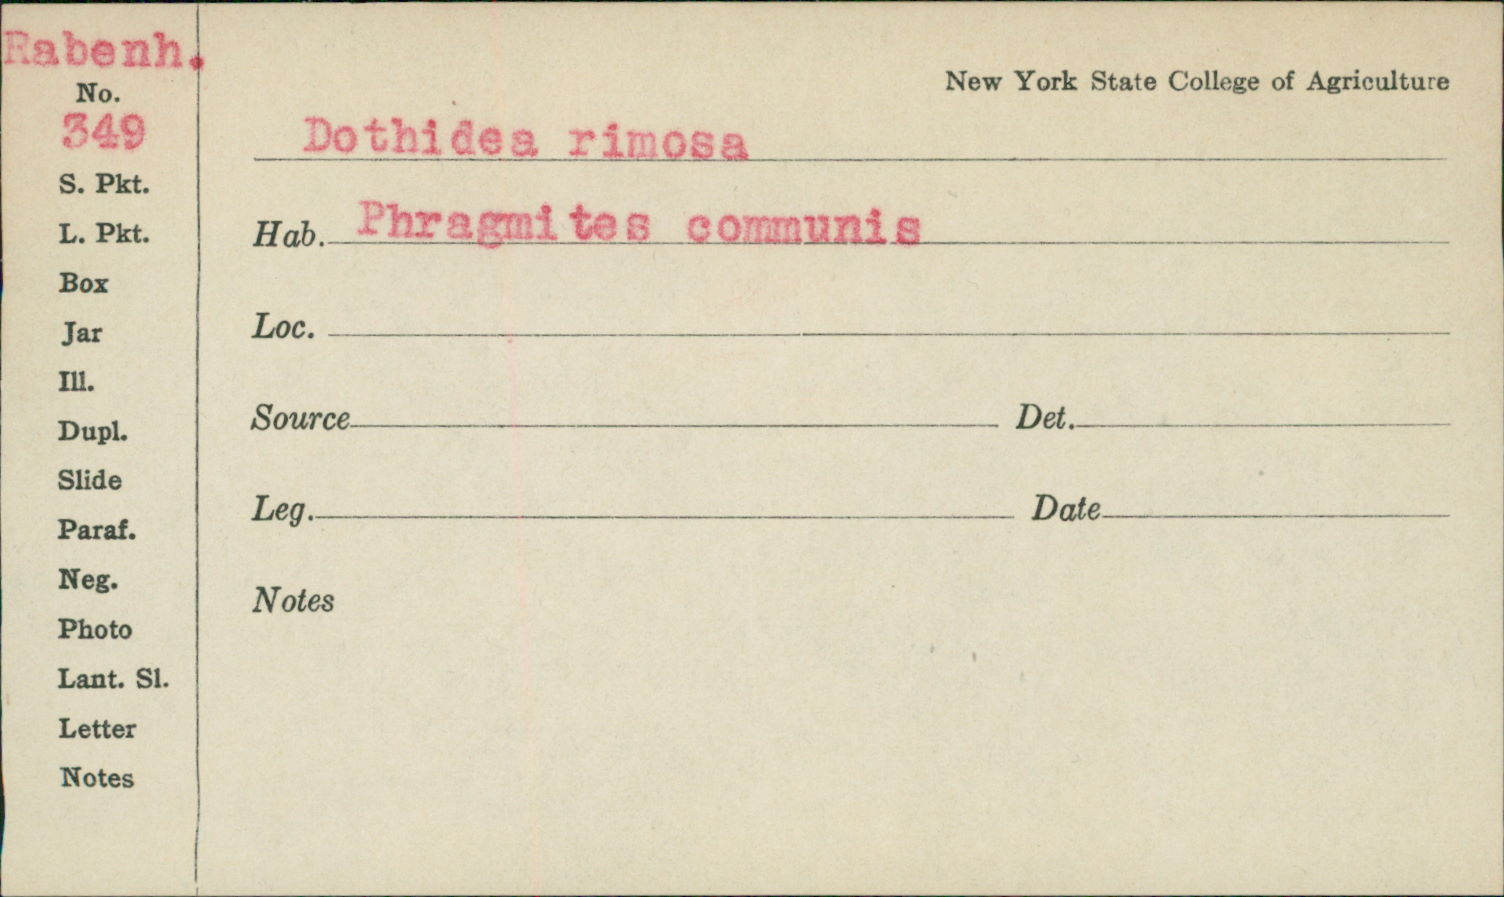 Rabenh.
No.
349
S. Pkt.
L. Pkt.
Box
Jar
Ill.
Dupl.
Slide
Paraf.
Neg.
Photo
Lant. Sl.
Letter
Notes
New York State College of Agriculture
Dothidea rimosa
Hab. Phragmites communis
Loc.
Source Det.
Leg. Date
Notes